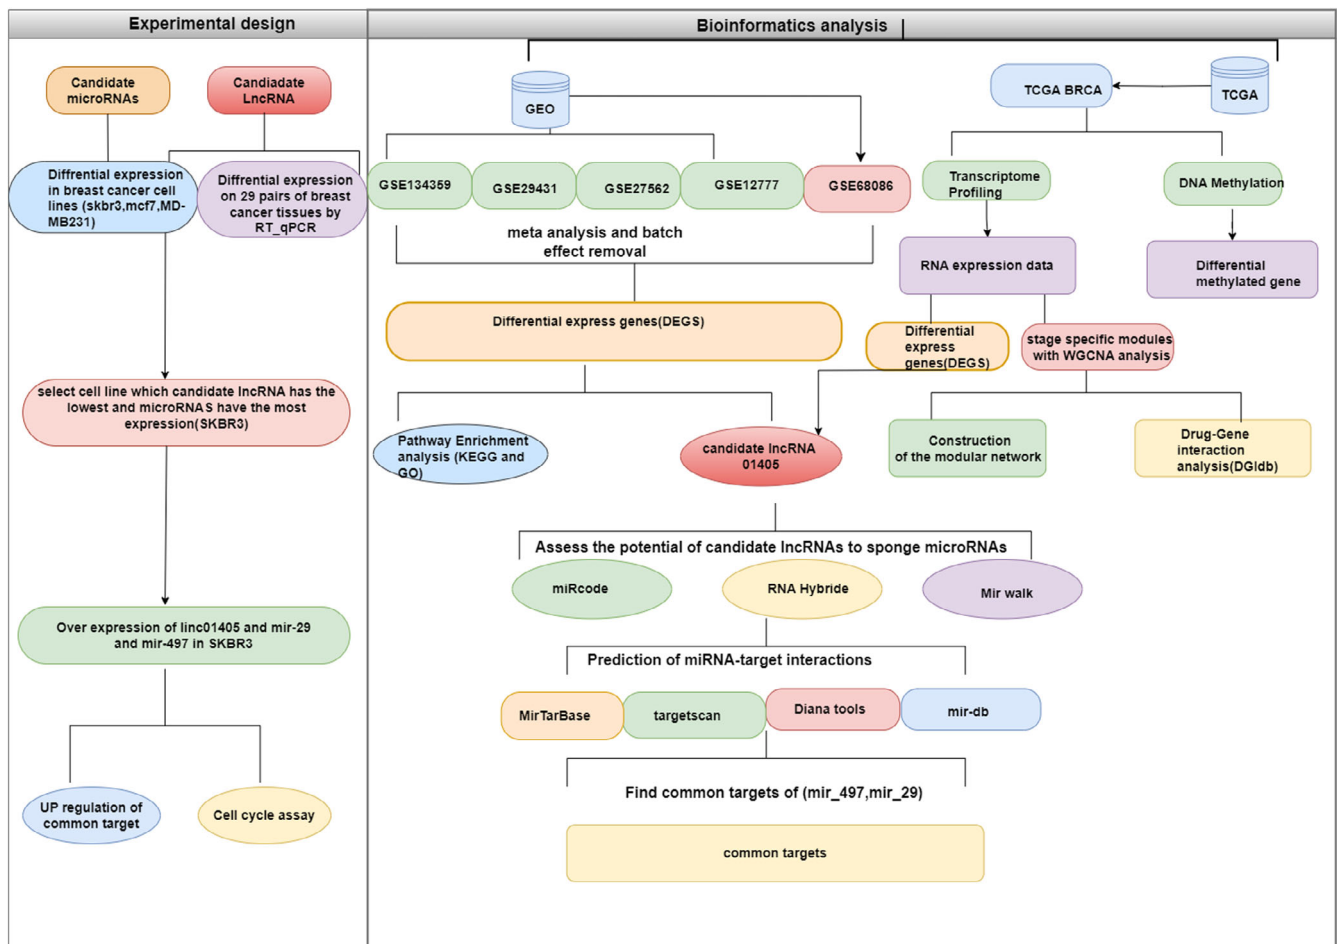 Experimental design
Candidate
microRNAs
Candiadate
LncRNA
Diffrential expression
in breast cancer cell
lines (skbr3,mcf7,MD-
MB231)
Diffrential expression
on 29 pairs of breast
cancer tissues by
RT_qPCR
select cell line which candidate lncRNA has the
lowest and microRNAS have the most
expression(SKBR3)
Over expression of linc01405 and mir-29
and mir-497 in SKBR3
UP regulation of
common target
Cell cycle assay
Bioinformatics analysis
GEO
TCGA BRCA
TCGA
GSE134359
GSE29431
GSE27562
GSE12777
GSE68086
Transcriptome
Profiling
DNA Methylation
meta analysis and batch
effect removal
RNA expression data
Differential
methylated gene
Differential express genes(DEGS)
Differential
express
genes(DEGS)
stage specific modules
with WGCNA analysis
Pathway Enrichment
analysis (KEGG and
GO)
candidate lncRNA
01405
Construction
of the modular network
Drug-Gene
interaction
analysis(DGIdb)
Assess the potential of candidate lncRNAs to sponge microRNAs
miRcode
RNA Hybride
Mir walk
Prediction of miRNA-target interactions
MirTarBase
targetscan
Diana tools
mir-db
Find common targets of (mir_497,mir_29)
common targets